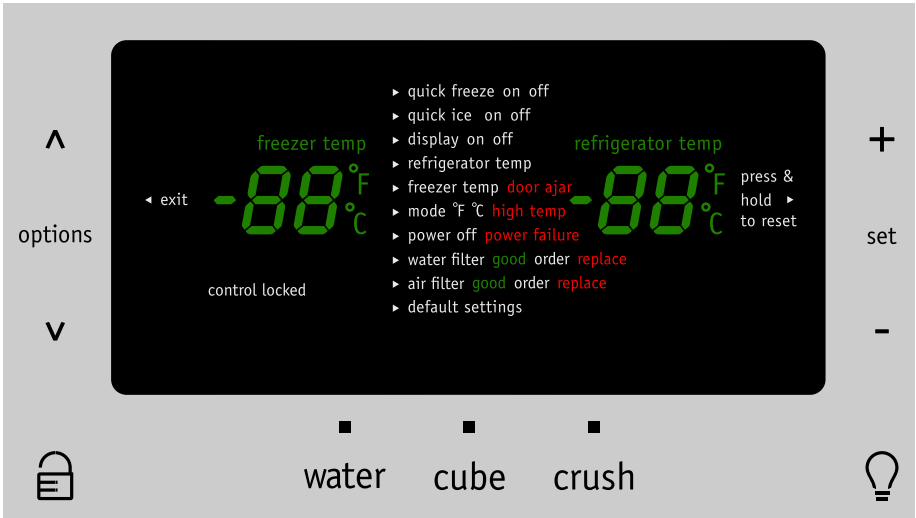 quick freeze on off
quick ice on off
display on off
freezer temp
refrigerator temp
refrigerator temp
-88 °F °C
-88 °F °C
freezer temp door ajar
press &
hold ▸
to reset
◂ exit
mode °F °C high temp
options
power off power failure
set
water filter good order replace
air filter good order replace
control locked
default settings
water cube crush
+
-